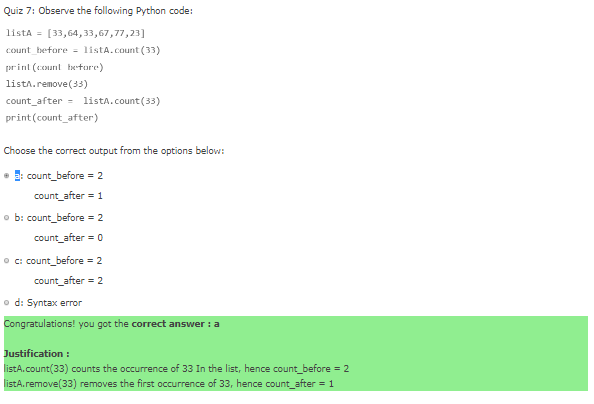 Quiz 7: Observe the following Python code:
listA = [33,64,33,67,77,23]
count_before = listA.count(33)
print(count_before)
listA.remove(33)
count_after =  listA.count(33)
print(count_after)
Choose the correct output from the options below:
a: count_before = 2
count_after = 1
b: count_before = 2
count_after = 0
c: count_before = 2
count_after = 2
d: Syntax error
Congratulations! you got the correct answer : a
Justification :
listA.count(33) counts the occurrence of 33 In the list, hence count_before = 2
listA.remove(33) removes the first occurrence of 33, hence count_after = 1